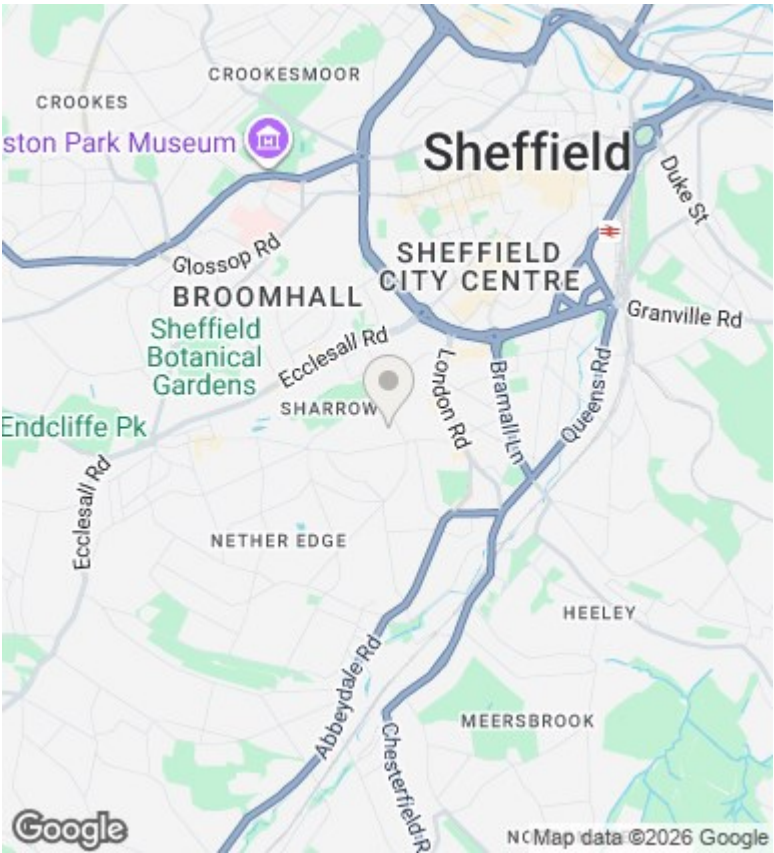 CROOKESMOOR
CROOKES
ston Park Museum
Sheffield
Duke St
Glossop Rd
SHEFFIELD
CITY CENTRE
BROOMHALL
Granville Rd
Sheffield
Botanical
Gardens
Ecclesall Rd
London Rd
Bramall Ln
Queens Rd
SHARROW
Endcliffe Pk
Ecclesall Rd
NETHER EDGE
HEELEY
Abbeydale Rd
MEERSBROOK
Chesterfield R
Google
Map data ©2026 Google